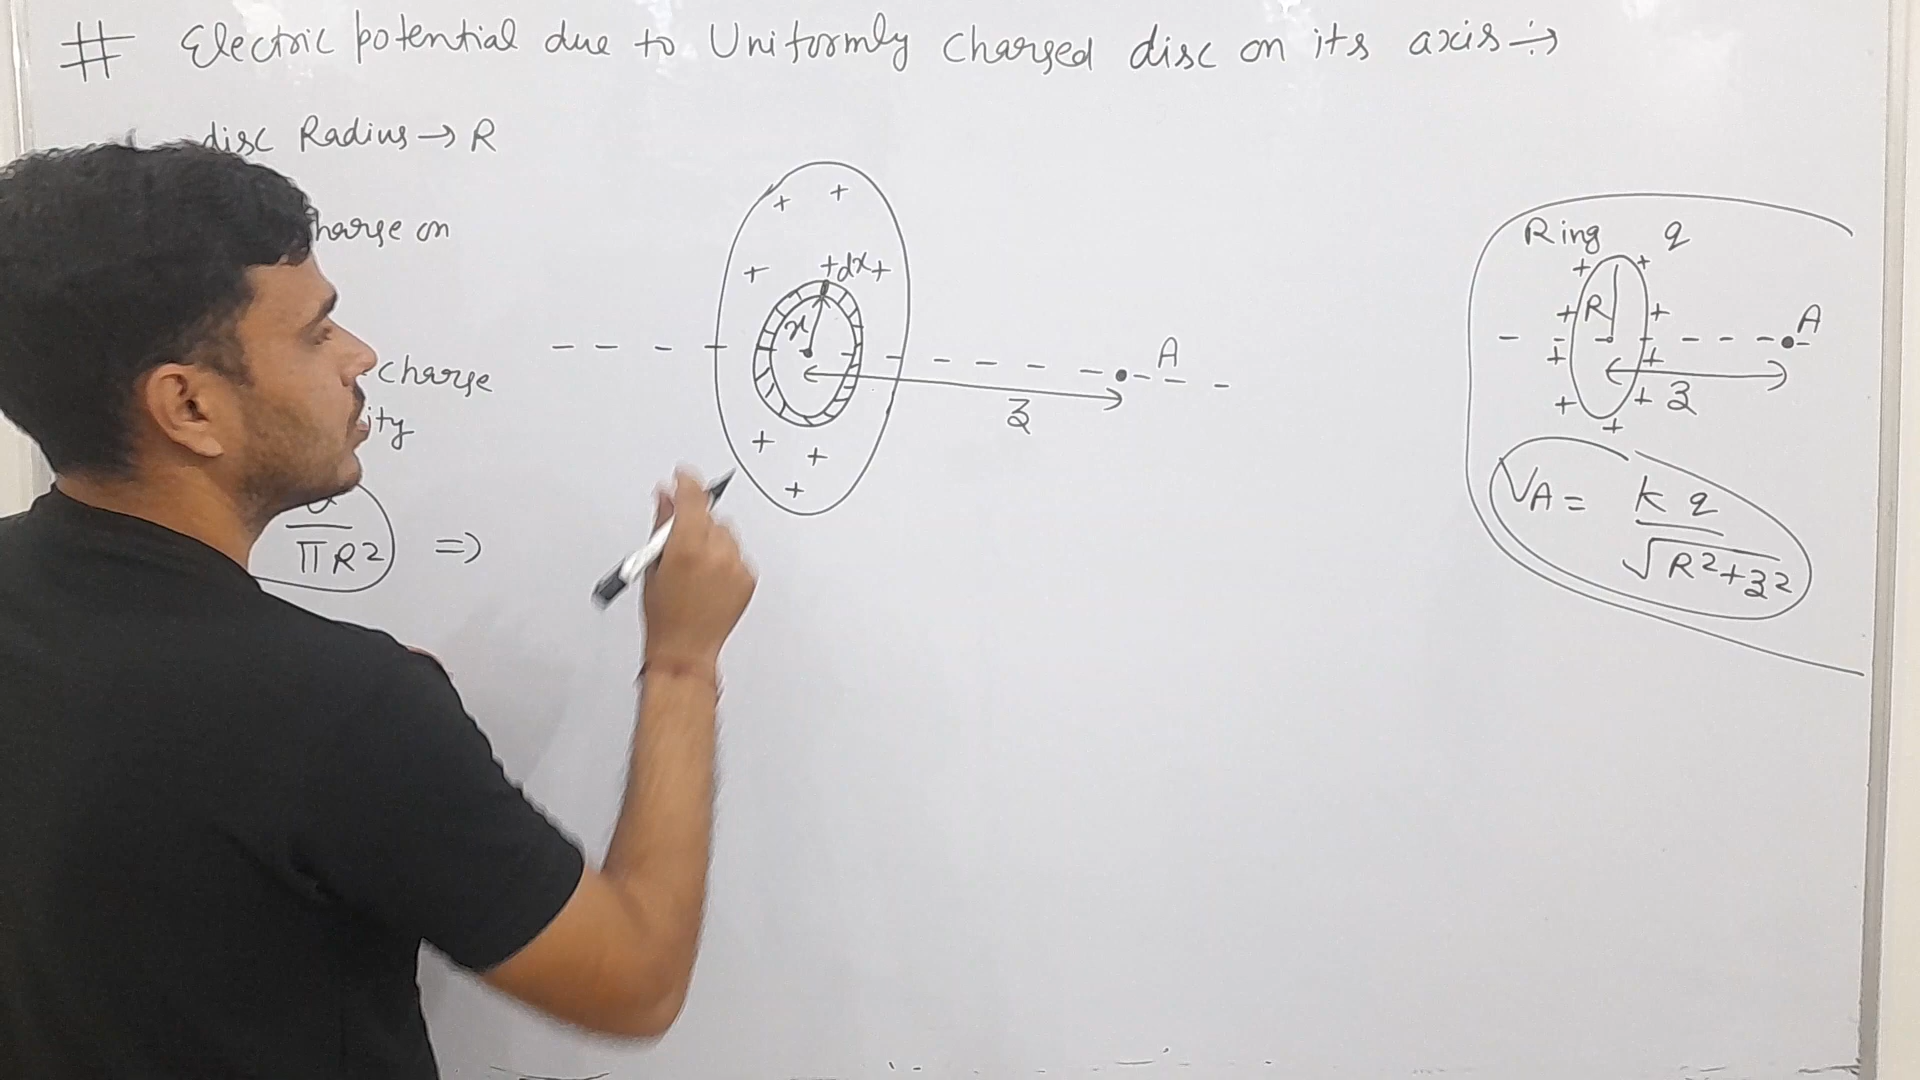 # Electric potential due to Uniformly charged disc on its axis ÷→
disc Radius → R
charge on
charge
ity
πR² ⇒
+ +
+ +dx+
x
A
z
+ +
+
Ring q
+ +
+ R +
A
+ +
+ + z
+
V_A = kq/√(R²+z²)